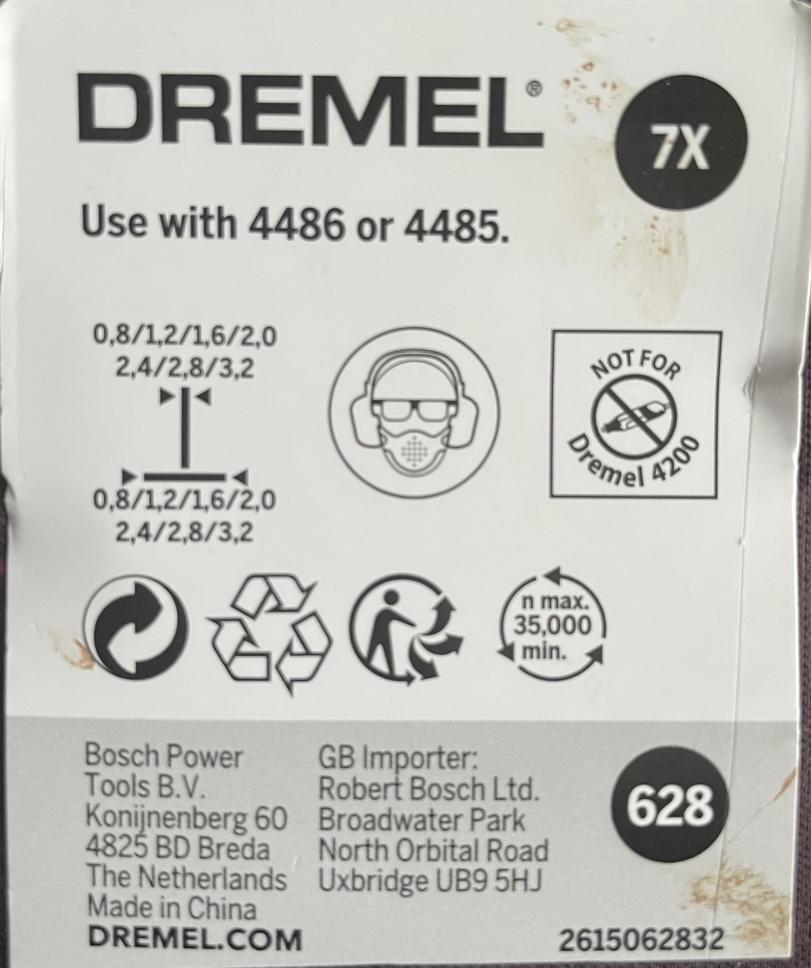 DREMEL®
7X
Use with 4486 or 4485.
0,8/1,2/1,6/2,0
2,4/2,8/3,2
0,8/1,2/1,6/2,0
2,4/2,8/3,2
NOT FOR
Dremel 4200
n max.
35,000
min.
Bosch Power
Tools B.V.
Konijnenberg 60
4825 BD Breda
The Netherlands
Made in China
DREMEL.COM
GB Importer:
Robert Bosch Ltd.
Broadwater Park
North Orbital Road
Uxbridge UB9 5HJ
628
2615062832